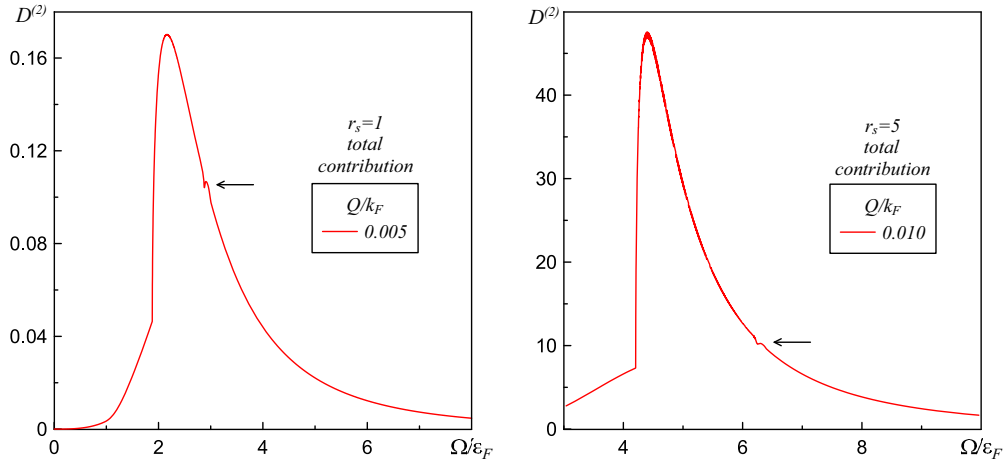 D(2)
0.16
0.12
0.08
0.04
0
0
2
4
6
Ω/εF
rs=1
total
contribution
Q/kF
0.005
D(2)
40
30
20
10
0
4
6
8
Ω/εF
rs=5
total
contribution
Q/kF
0.010